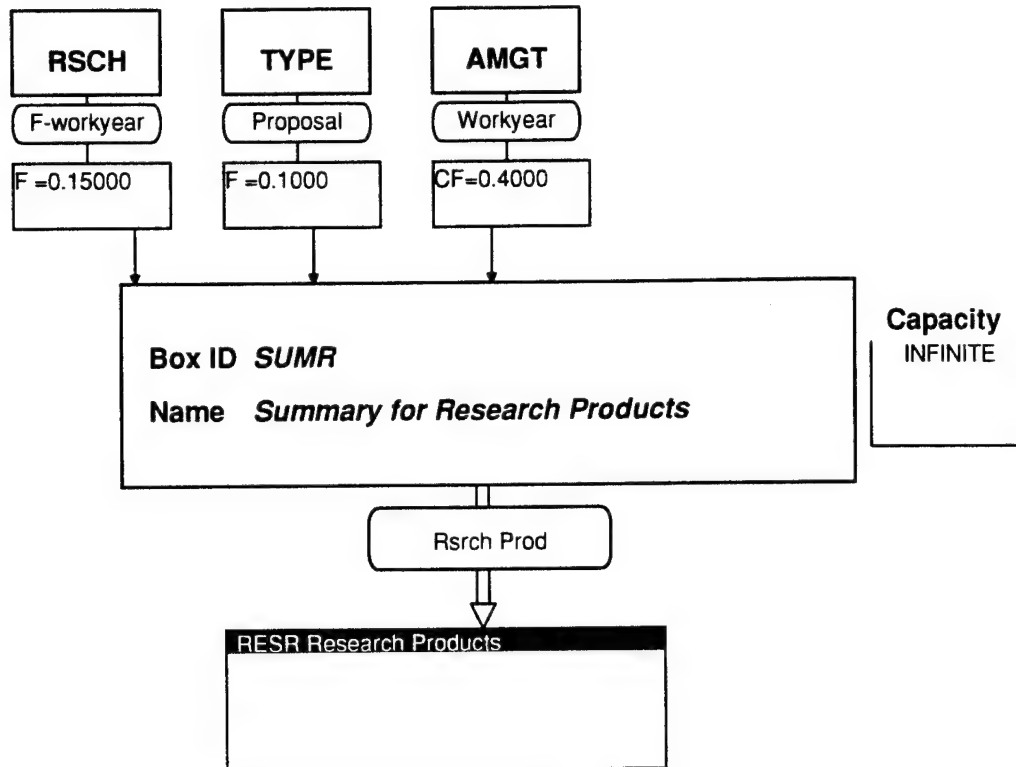 RSCH TYPE AMGT
F-workyear Proposal Workyear
F =0.15000 F =0.1000 CF=0.4000
Capacity
INFINITE
Box ID SUMR
Name Summary for Research Products
Rsrch Prod
RESR Research Products